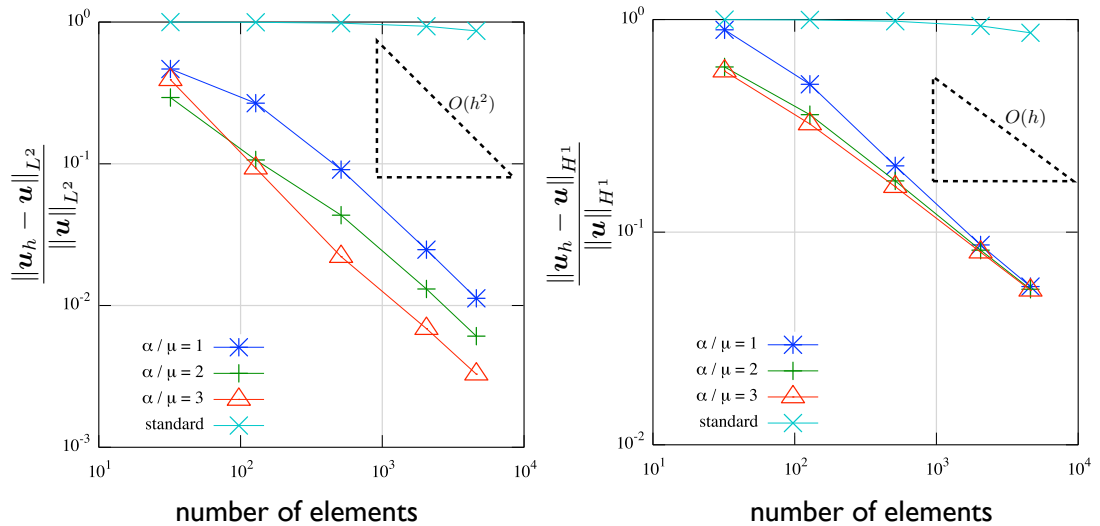 ‖u_h − u‖_{L^2}
‖u‖_{L^2}
10^0
10^{-1}
10^{-2}
10^{-3}
O(h^2)
α / μ = 1
α / μ = 2
α / μ = 3
standard
10^1
10^2
10^3
10^4
number of elements
‖u_h − u‖_{H^1}
‖u‖_{H^1}
10^0
10^{-1}
10^{-2}
O(h)
α / μ = 1
α / μ = 2
α / μ = 3
standard
10^1
10^2
10^3
10^4
number of elements